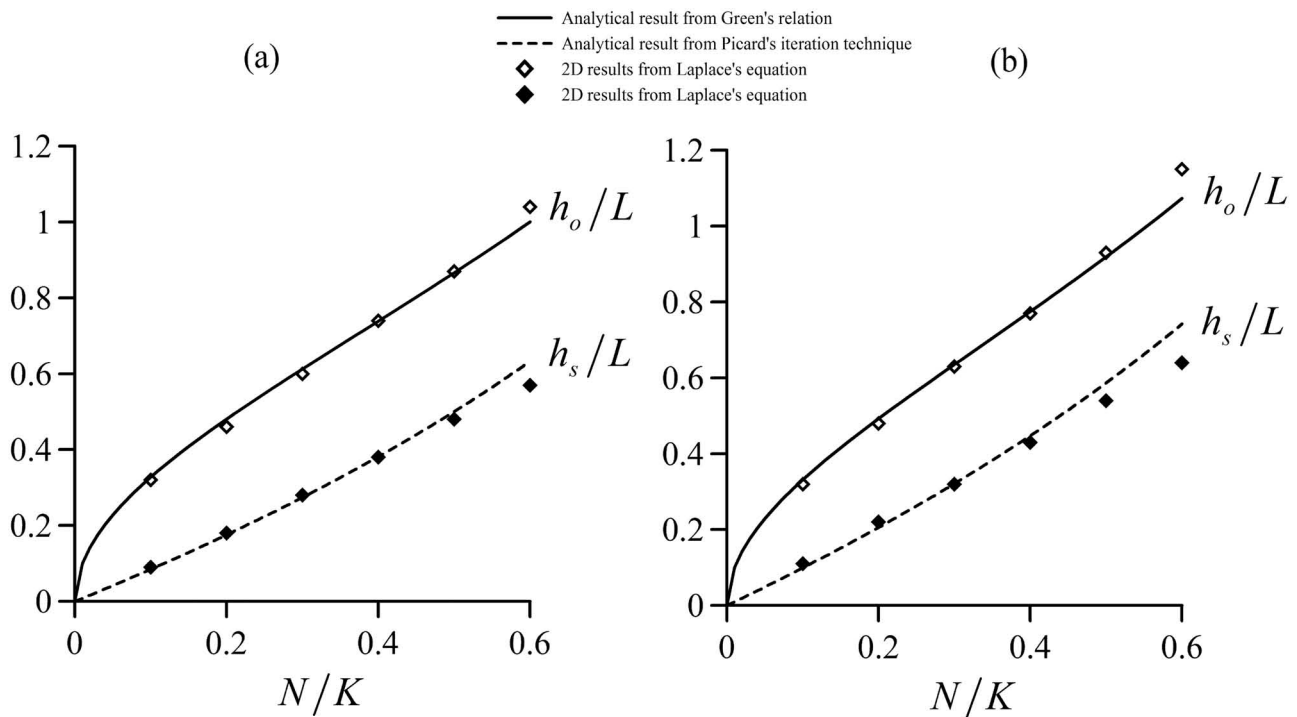 Analytical result from Green's relation
Analytical result from Picard's iteration technique
2D results from Laplace's equation
2D results from Laplace's equation
(a)
1.2
1
0.8
0.6
0.4
0.2
0
0 0.2 0.4 0.6
N/K
h_o/L
h_s/L
(b)
1.2
1
0.8
0.6
0.4
0.2
0
0 0.2 0.4 0.6
N/K
h_o/L
h_s/L